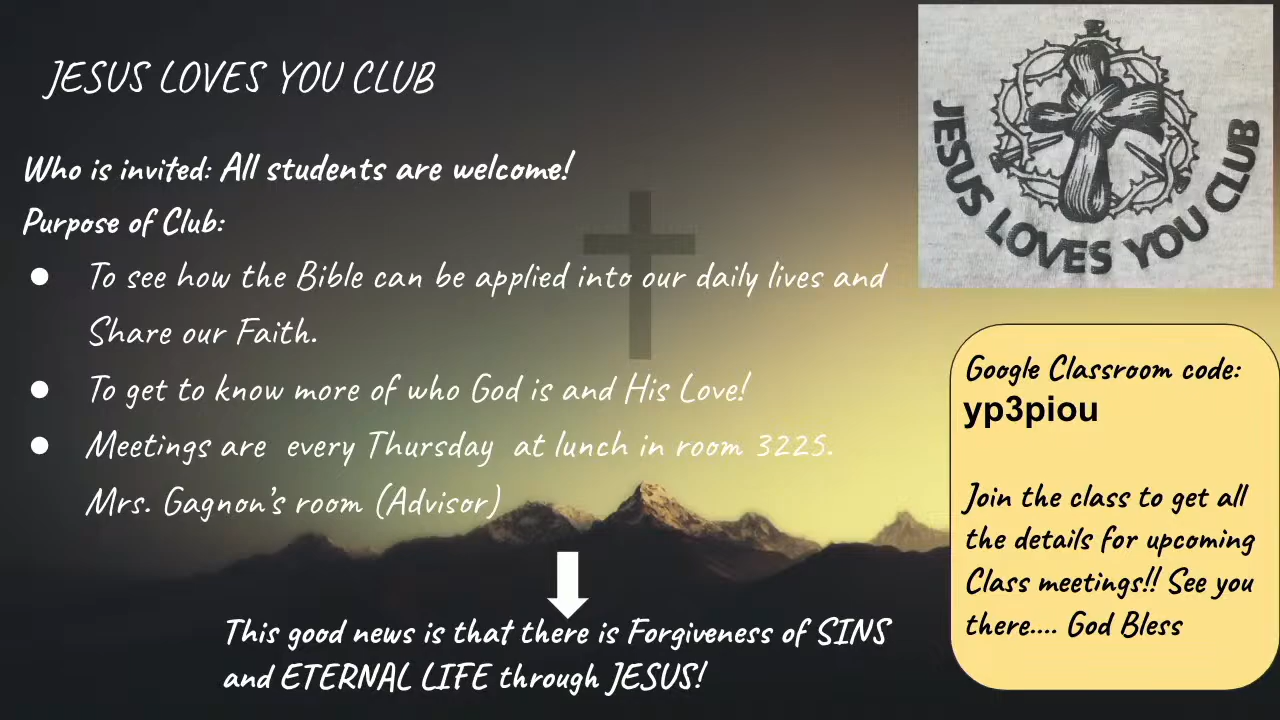 JESUS LOVES YOU CLUB
Who is invited: All students are welcome!
Purpose of Club:
● To see how the Bible can be applied into our daily lives and
Share our Faith.
● To get to know more of who God is and His Love!
● Meetings are every Thursday at lunch in room 3225.
Mrs. Gagnon's room (Advisor)
This good news is that there is Forgiveness of SINS
and ETERNAL LIFE through JESUS!
JESUS LOVES YOU CLUB
Google Classroom code:
yp3piou
Join the class to get all
the details for upcoming
Class meetings!! See you
there.... God Bless